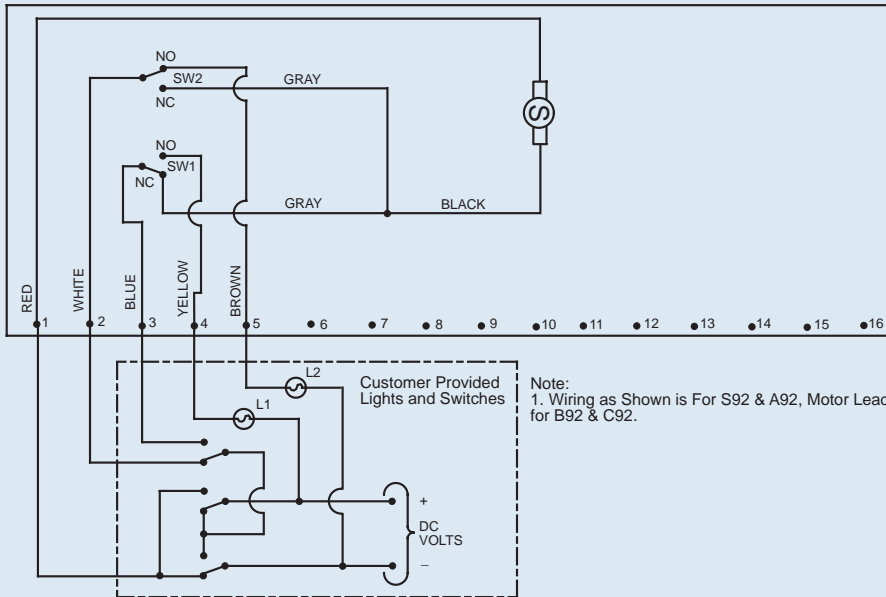 NO
SW2
GRAY
NC
S
NO
SW1
NC
GRAY
BLACK
RED
WHITE
BLUE
YELLOW
BROWN
1 2 3 4 5 6 7 8 9 10 11 12 13 14 15 16
L2
Customer Provided
Lights and Switches
L1
Note:
1. Wiring as Shown is For S92 & A92, Motor Leac
for B92 & C92.
+
DC
VOLTS
–